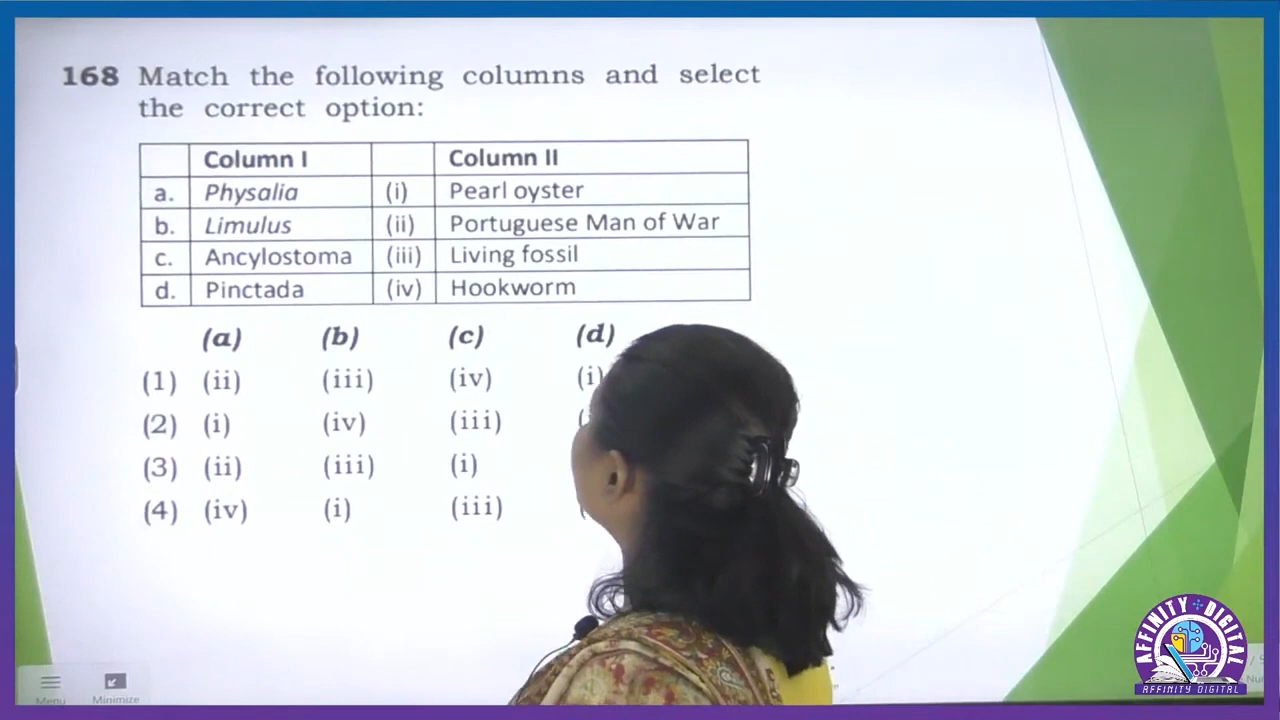 168 Match the following columns and select
the correct option:
Column I Column II
a. Physalia (i) Pearl oyster
b. Limulus (ii) Portuguese Man of War
c. Ancylostoma (iii) Living fossil
d. Pinctada (iv) Hookworm
(a) (b) (c) (d)
(1) (ii) (iii) (iv) (i)
(2) (i) (iv) (iii)
(3) (ii) (iii) (i)
(4) (iv) (i) (iii)
Menu Minimize
AFFINITY DIGITAL
AFFINITY DIGITAL